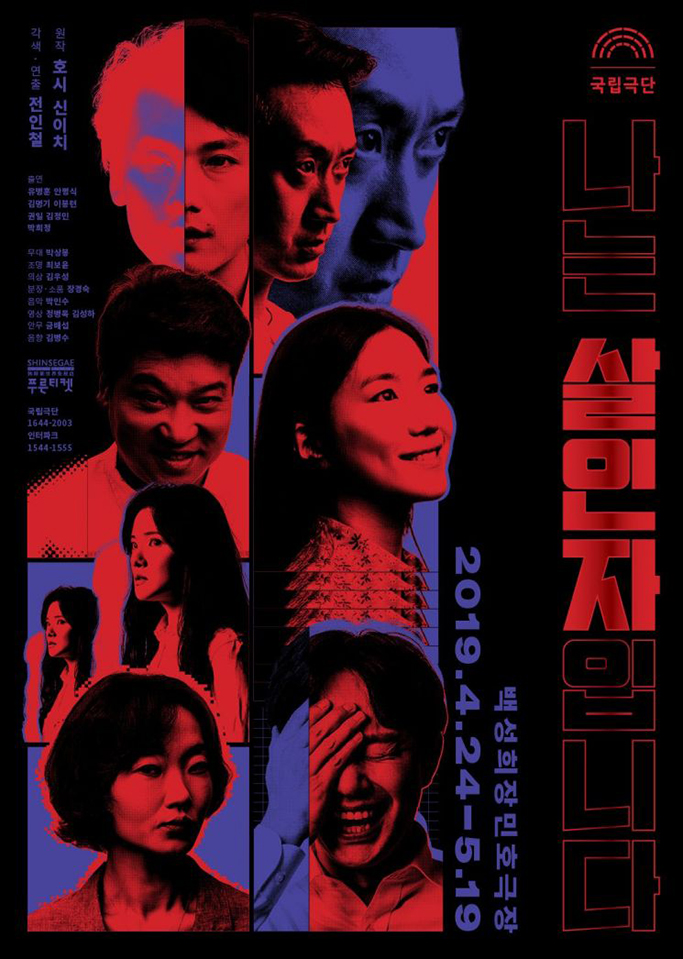 국립극단
나는 살인자입니다
원작 호시 신이치
각색·연출 전인철
출연
유병훈 안병식
김명기 이봉련
권일 김정민
박희정
무대 박상봉
조명 최보윤
의상 김우성
분장·소품 장경숙
음악 박민수
영상 정병목 김성하
안무 금배섭
음향 김병수
SHINSEGAE
푸른티켓
국립극단
1644-2003
인터파크
1544-1555
2019.4.24–5.19
백성희장민호극장